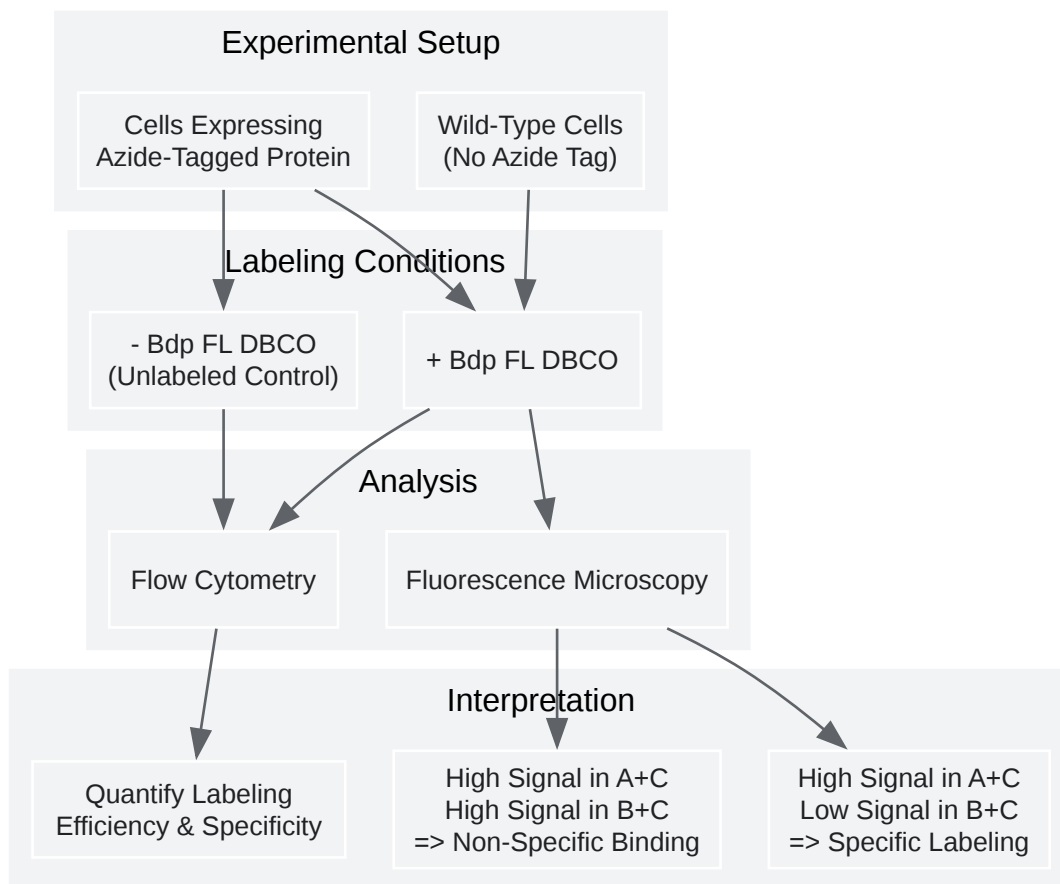 Experimental Setup
Cells Expressing
Azide-Tagged Protein
Wild-Type Cells
(No Azide Tag)
Labeling Conditions
- Bdp FL DBCO
(Unlabeled Control)
+ Bdp FL DBCO
Analysis
Flow Cytometry
Fluorescence Microscopy
Interpretation
Quantify Labeling
Efficiency & Specificity
High Signal in A+C
High Signal in B+C
=> Non-Specific Binding
High Signal in A+C
Low Signal in B+C
=> Specific Labeling